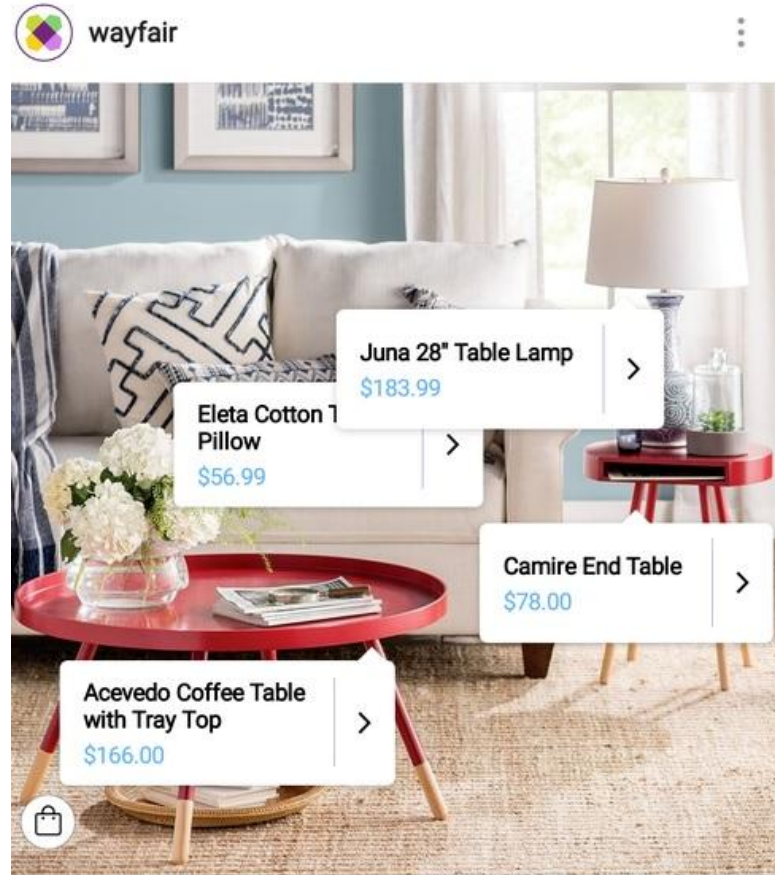 wayfair
Juna 28" Table Lamp
$183.99
Eleta Cotton
Pillow
$56.99
Camire End Table
$78.00
Acevedo Coffee Table
with Tray Top
$166.00